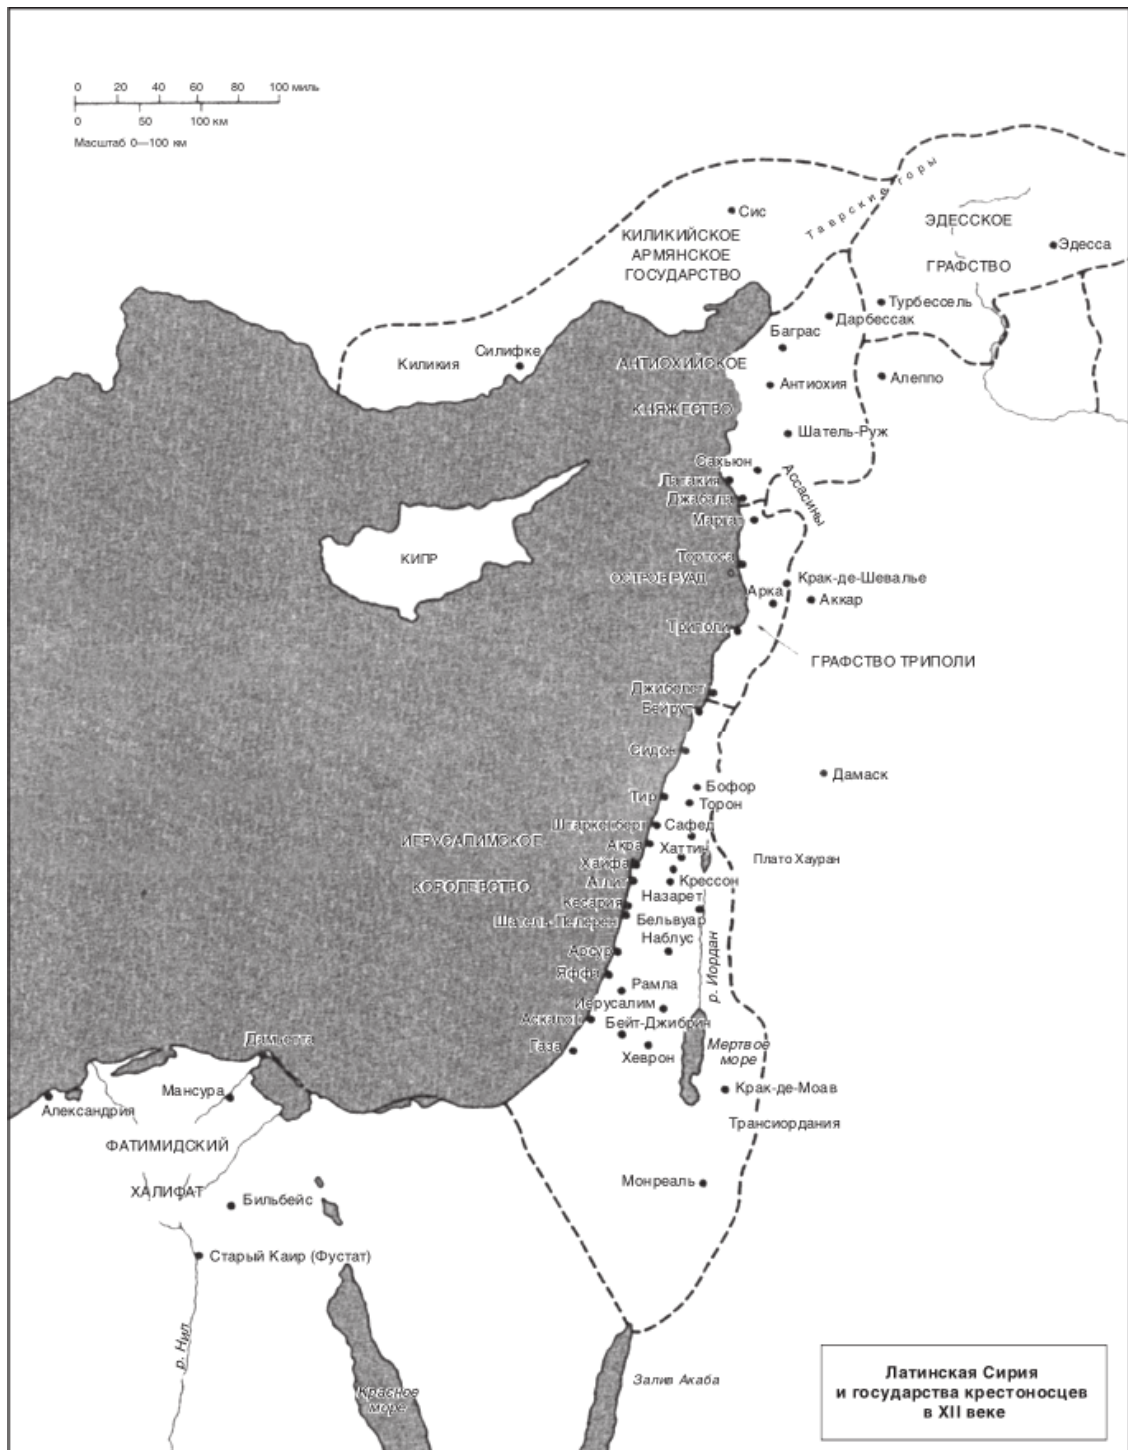 0 20 40 60 80 100 миль
0 50 100 км
Масштаб 0—100 км
Таврские горы
Сис
КИЛИКИЙСКОЕ
АРМЯНСКОЕ
ГОСУДАРСТВО
ЭДЕССКОЕ
ГРАФСТВО
Эдесса
Турбессель
Дарбессак
Баграс
Силифке
Киликия
АНТИОХИЙСКОЕ
КНЯЖЕСТВО
Антиохия
Алеппо
Шатель-Руж
Сахьюн
Латакия
Джабала
Ассасины
Маргат
КИПР
Тортоса
ОСТРОВ РУАД
Крак-де-Шевалье
Арка
Аккар
Триполи
ГРАФСТВО ТРИПОЛИ
Джибелет
Бейрут
Сидон
Дамаск
Бофор
Тир
Торон
Штаркенберг
Сафед
ИЕРУСАЛИМСКОЕ
КОРОЛЕВСТВО
Акра
Хаттин
Плато Хауран
Хайфа
Атлит
Крессон
Назарет
Кесария
Шатель-Пелерен
Бельвуар
Наблус
р. Иордан
Арсур
Яффа
Рамла
Иерусалим
Аскалон
Бейт-Джибрин
Газа
Хеврон
Мертвое
море
Дамьетта
Мансура
Александрия
Крак-де-Моав
Трансиордания
ФАТИМИДСКИЙ
ХАЛИФАТ
Монреаль
Бильбейс
Старый Каир (Фустат)
р. Нил
Красное
море
Залив Акаба
Латинская Сирия
и государства крестоносцев
в XII веке